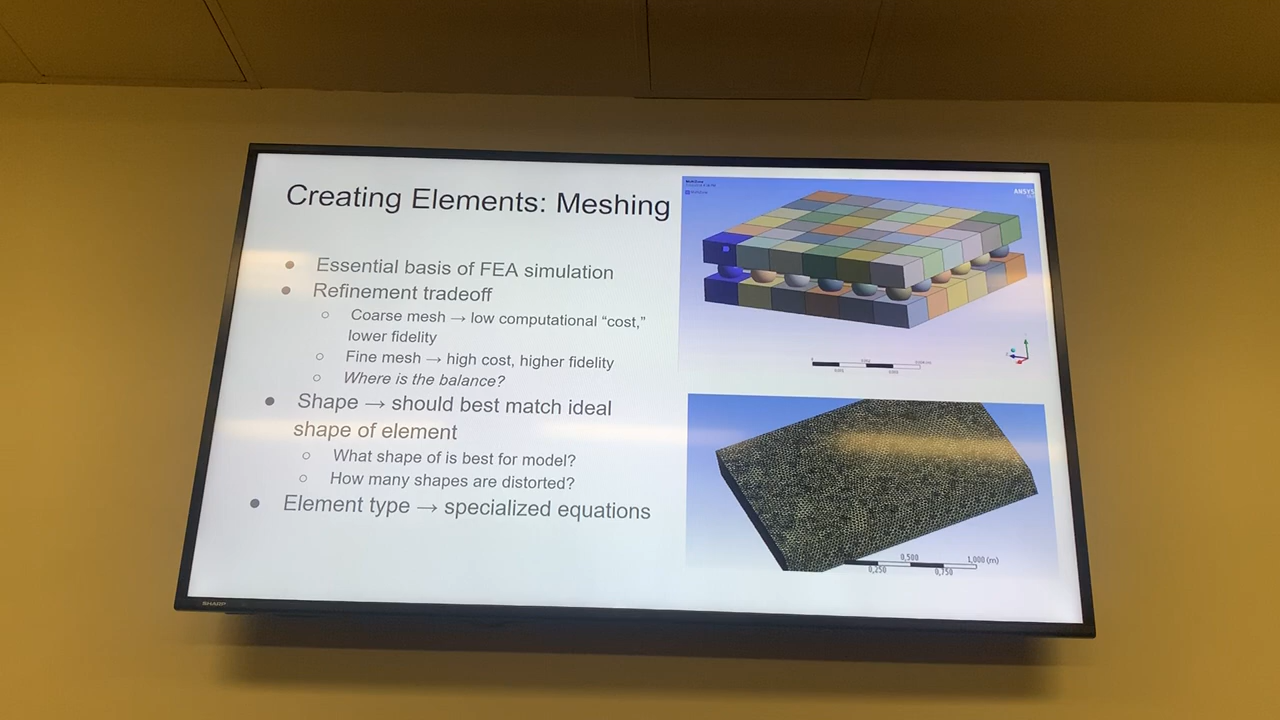 Creating Elements: Meshing
Essential basis of FEA simulation
Refinement tradeoff
Coarse mesh → low computational “cost,”
lower fidelity
Fine mesh → high cost, higher fidelity
Where is the balance?
Shape → should best match ideal
shape of element
What shape of is best for model?
How many shapes are distorted?
Element type → specialized equations
ANSYS
0,500
1,000 (m)
0,250
0,750
SHARP